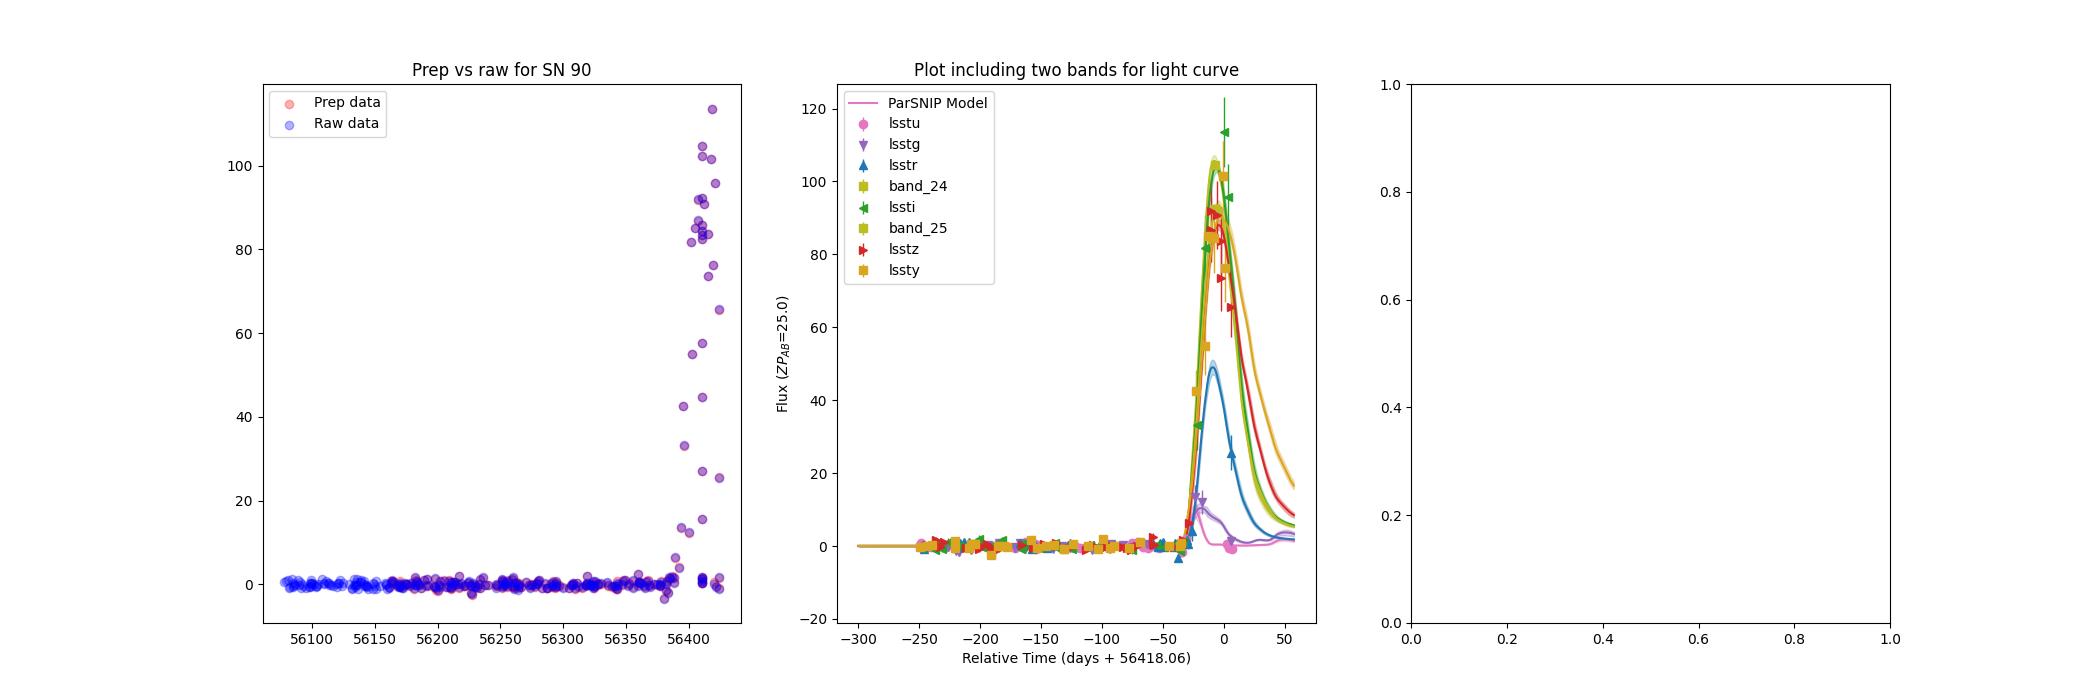 Prep vs raw for SN 90
Prep data
Raw data
100
80
60
40
20
0
56100 56150 56200 56250 56300 56350 56400
Plot including two bands for light curve
ParSNIP Model
lsstu
lsstg
lsstr
band_24
lssti
band_25
lsstz
lssty
Flux ($ZP_{AB}$=25.0)
120
100
80
60
40
20
0
−20
−300 −250 −200 −150 −100 −50 0 50
Relative Time (days + 56418.06)
1.0
0.8
0.6
0.4
0.2
0.0
0.0 0.2 0.4 0.6 0.8 1.0